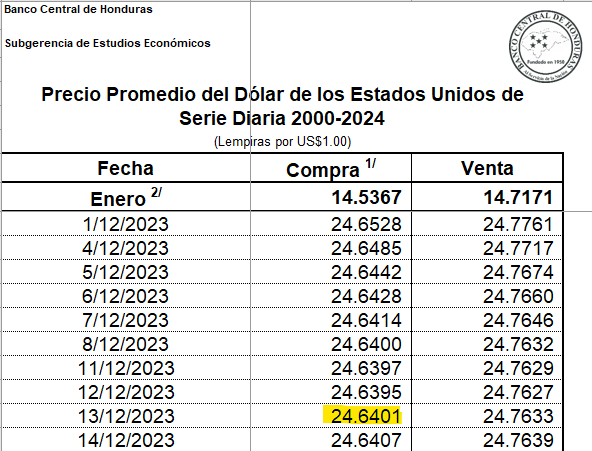 Banco Central de Honduras
Subgerencia de Estudios Económicos
BANCO CENTRAL DE HONDURAS
Fundado en 1950
Al Servicio de la Nación
Precio Promedio del Dólar de los Estados Unidos de
Serie Diaria 2000-2024
(Lempiras por US$1.00)
Fecha Compra 1/ Venta
Enero 2/ 14.5367 14.7171
1/12/2023 24.6528 24.7761
4/12/2023 24.6485 24.7717
5/12/2023 24.6442 24.7674
6/12/2023 24.6428 24.7660
7/12/2023 24.6414 24.7646
8/12/2023 24.6400 24.7632
11/12/2023 24.6397 24.7629
12/12/2023 24.6395 24.7627
13/12/2023 24.6401 24.7633
14/12/2023 24.6407 24.7639